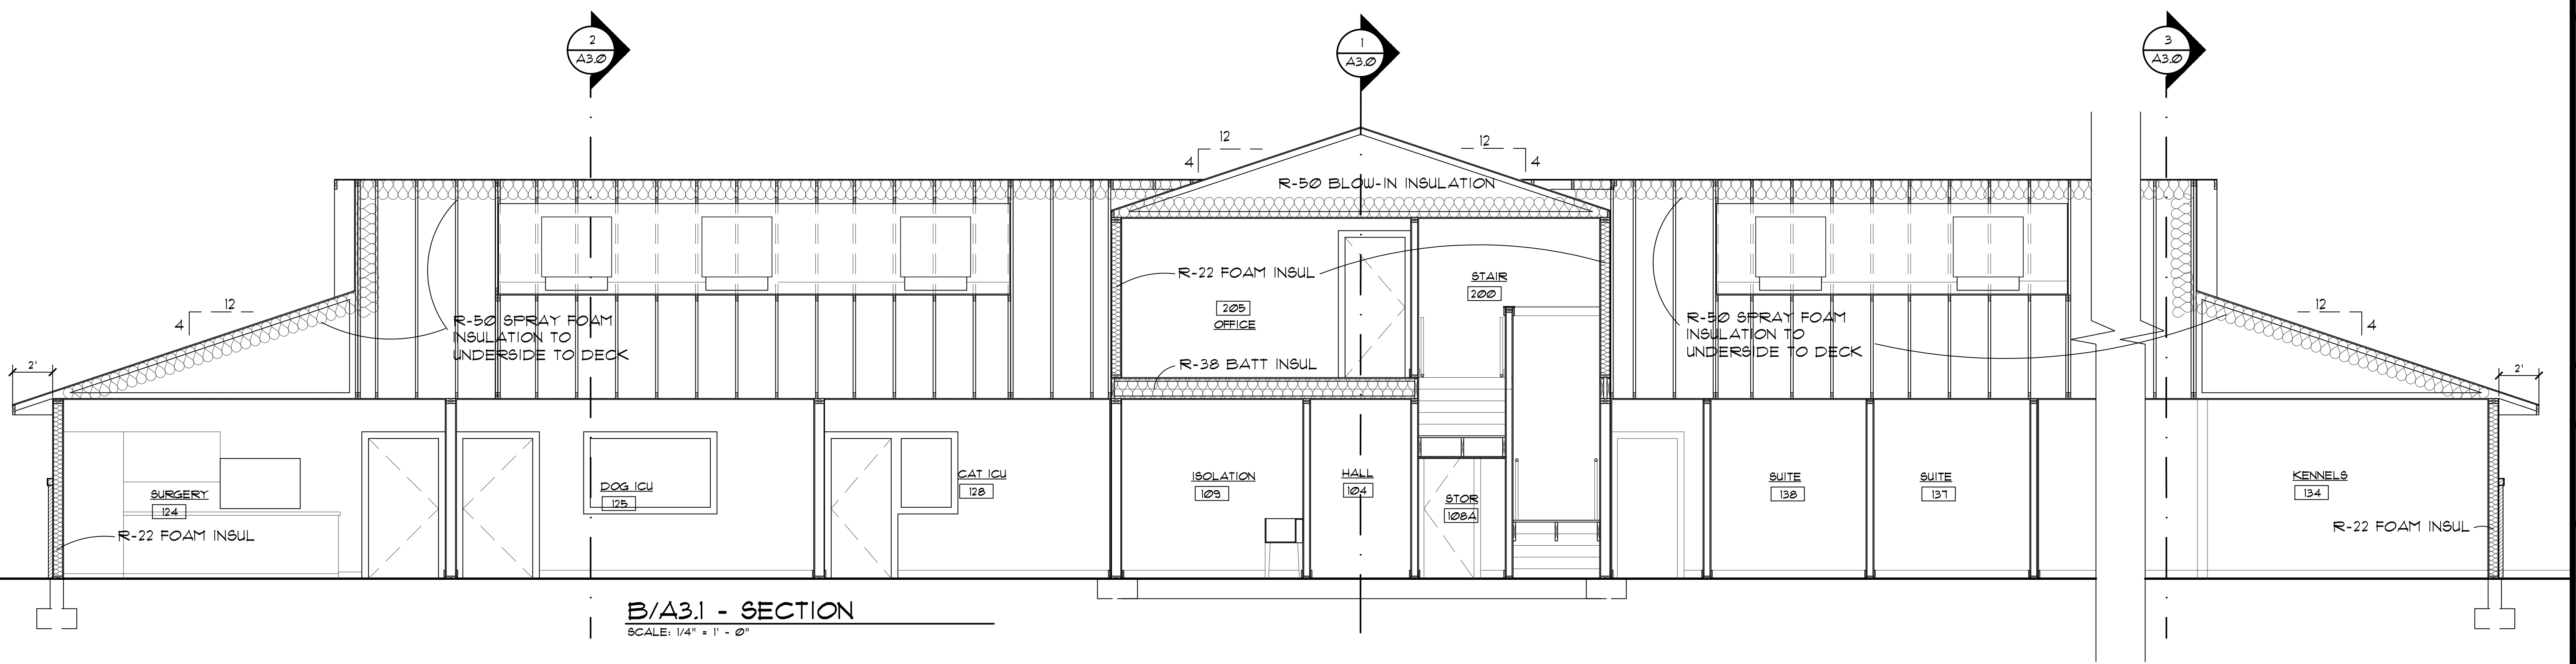 2
A3.0
1
A3.0
3
A3.0
12
4
12
4
R-50 BLOW-IN INSULATION
R-22 FOAM INSUL
STAIR
200
205
OFFICE
12
4
R-50 SPRAY FOAM
INSULATION TO
UNDERSIDE TO DECK
R-50 SPRAY FOAM
INSULATION TO
UNDERSIDE TO DECK
12
4
2'
2'
R-38 BATT INSUL
SURGERY
124
R-22 FOAM INSUL
DOG ICU
125
CAT ICU
128
ISOLATION
109
HALL
104
STOR
108A
SUITE
138
SUITE
137
KENNELS
134
R-22 FOAM INSUL
B/A3.1 - SECTION
SCALE: 1/4" = 1' - 0"